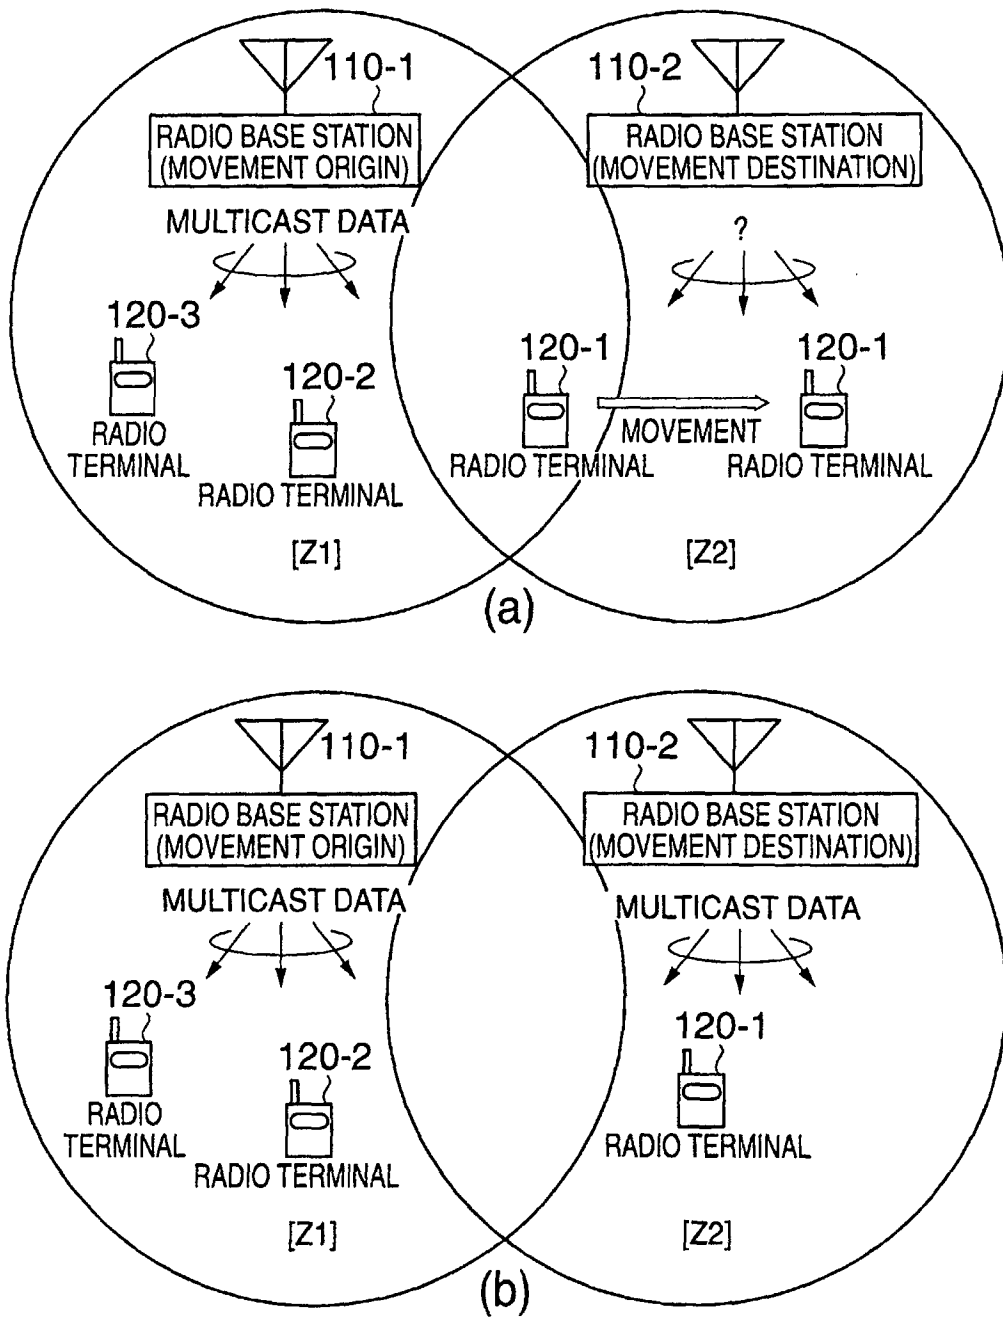 110-1
110-2
RADIO BASE STATION
(MOVEMENT ORIGIN)
RADIO BASE STATION
(MOVEMENT DESTINATION)
MULTICAST DATA
?
120-3
120-2
120-1
120-1
RADIO
TERMINAL
RADIO TERMINAL
MOVEMENT
RADIO TERMINAL
RADIO TERMINAL
[Z1]
[Z2]
(a)
110-1
110-2
RADIO BASE STATION
(MOVEMENT ORIGIN)
RADIO BASE STATION
(MOVEMENT DESTINATION)
MULTICAST DATA
MULTICAST DATA
120-3
120-2
120-1
RADIO
TERMINAL
RADIO TERMINAL
RADIO TERMINAL
[Z1]
[Z2]
(b)